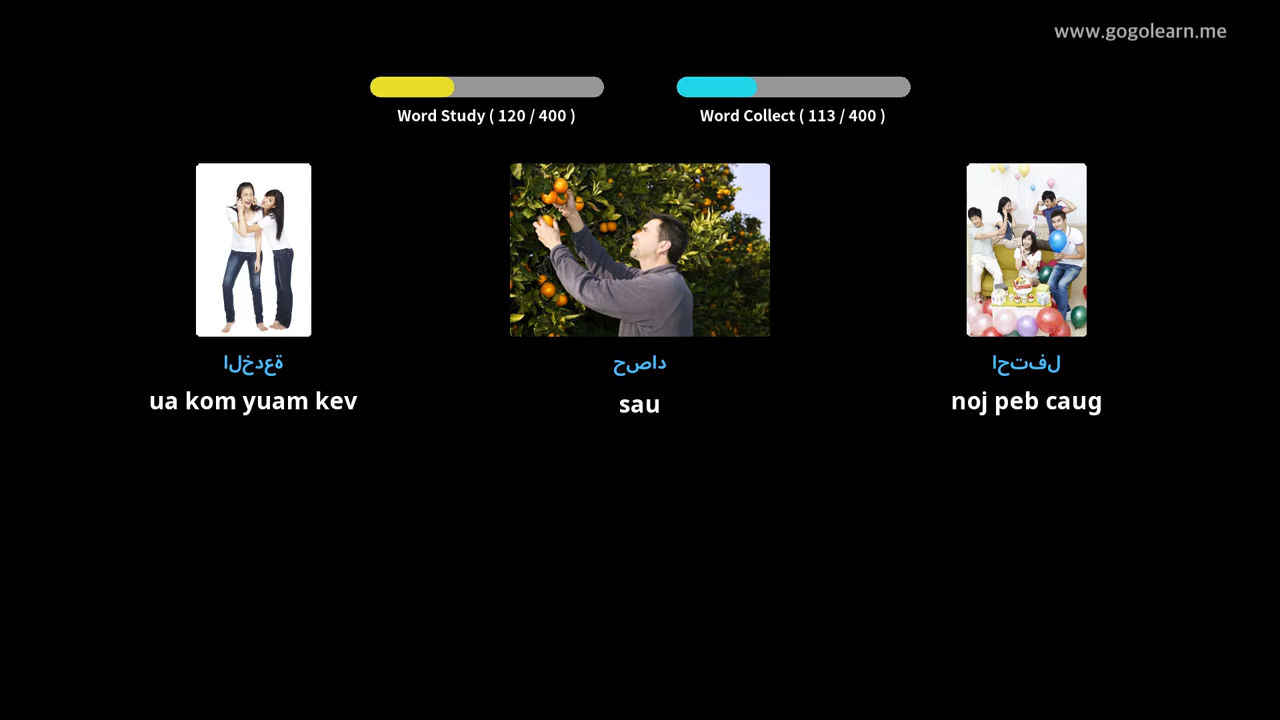 www.gogolearn.me
Word Study ( 120 / 400 )
Word Collect ( 113 / 400 )
الخدعة
حصاد
احتفل
ua kom yuam kev
sau
noj peb caug